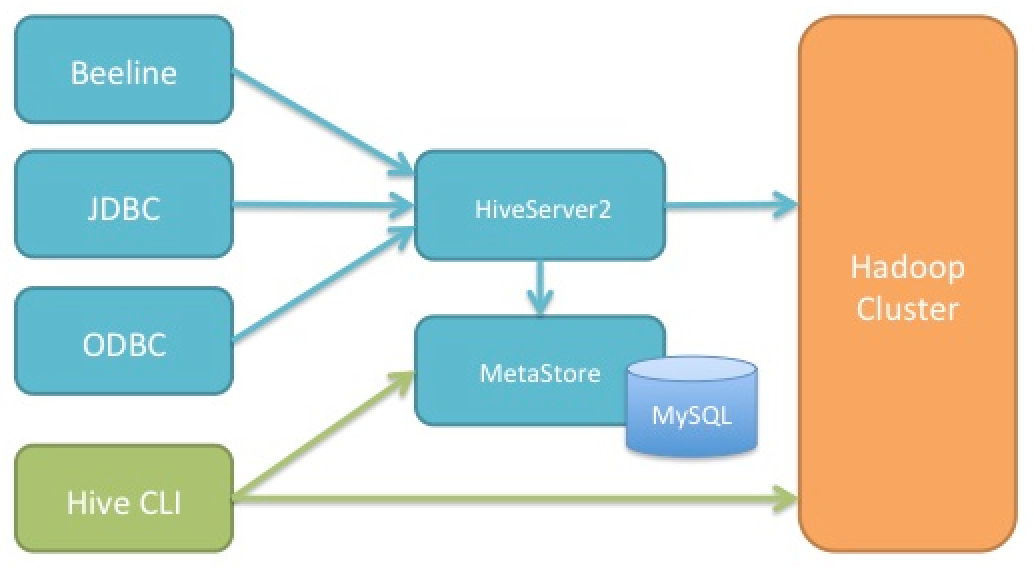 Beeline
JDBC
ODBC
Hive CLI
HiveServer2
MetaStore
MySQL
Hadoop
Cluster